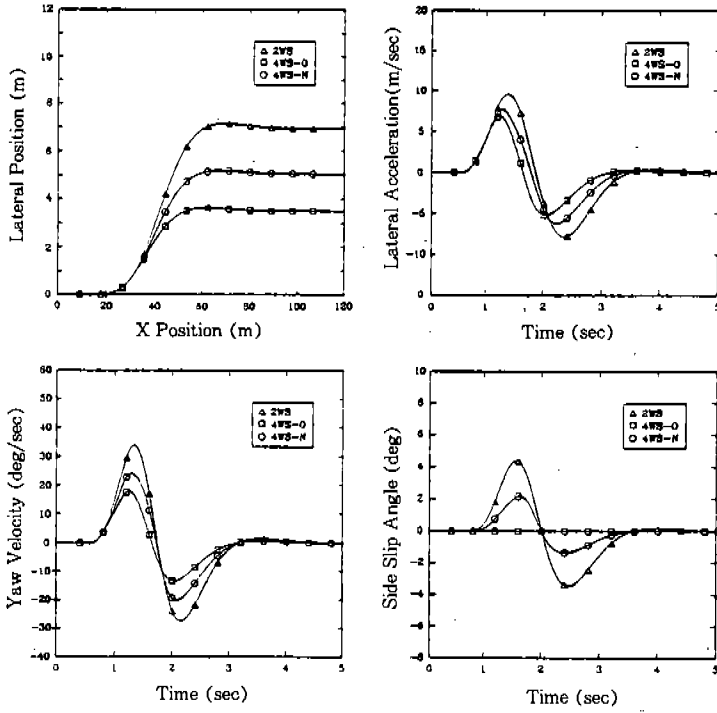 12
10
8
6
4
2
0
0 20 40 60 80 100 120
Lateral Position (m)
X Position (m)
2WS
4WS-O
4WS-N
20
15
10
5
0
-5
-10
0 1 2 3 4 5
Lateral Acceleration(m/sec)
Time (sec)
2WS
4WS-O
4WS-N
60
50
40
30
20
10
0
-10
-20
-30
-40
0 1 2 3 4 5
Yaw Velocity (deg/sec)
Time (sec)
2WS
4WS-O
4WS-N
10
8
6
4
2
0
-2
-4
-6
-8
0 1 2 3 4 5
Side Slip Angle (deg)
Time (sec)
2WS
4WS-O
4WS-N